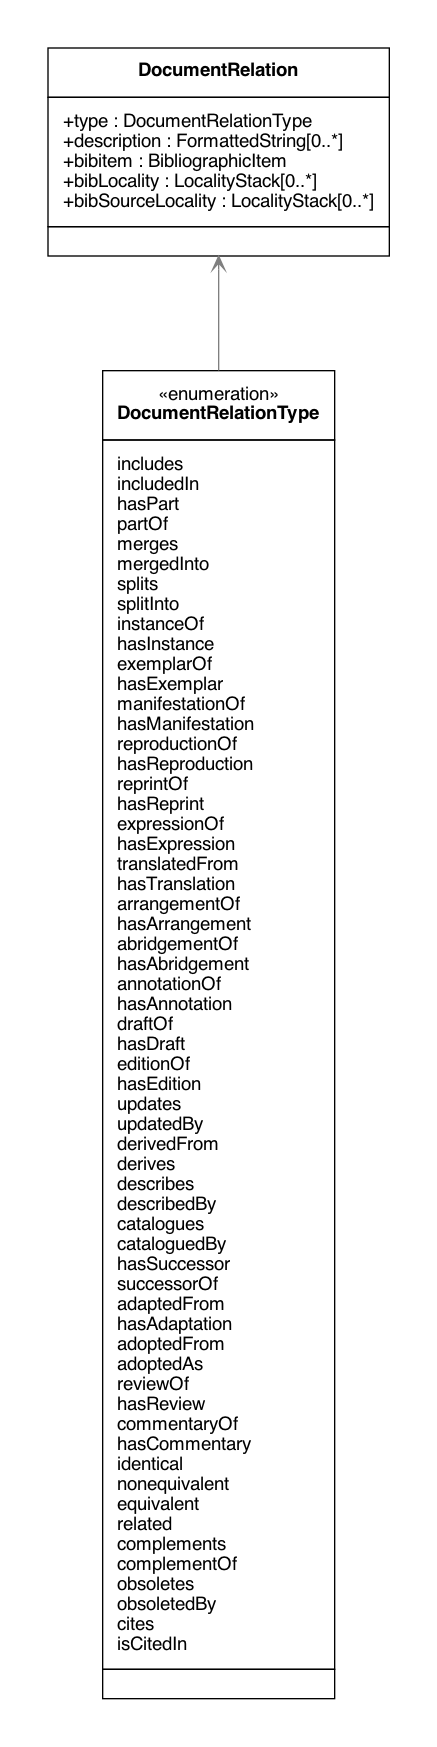 DocumentRelation
+type : DocumentRelationType
+description : FormattedString[0..*]
+bibitem : BibliographicItem
+bibLocality : LocalityStack[0..*]
+bibSourceLocality : LocalityStack[0..*]
«enumeration»
DocumentRelationType
includes
includedIn
hasPart
partOf
merges
mergedInto
splits
splitInto
instanceOf
hasInstance
exemplarOf
hasExemplar
manifestationOf
hasManifestation
reproductionOf
hasReproduction
reprintOf
hasReprint
expressionOf
hasExpression
translatedFrom
hasTranslation
arrangementOf
hasArrangement
abridgementOf
hasAbridgement
annotationOf
hasAnnotation
draftOf
hasDraft
editionOf
hasEdition
updates
updatedBy
derivedFrom
derives
describes
describedBy
catalogues
cataloguedBy
hasSuccessor
successorOf
adaptedFrom
hasAdaptation
adoptedFrom
adoptedAs
reviewOf
hasReview
commentaryOf
hasCommentary
identical
nonequivalent
equivalent
related
complements
complementOf
obsoletes
obsoletedBy
cites
isCitedIn